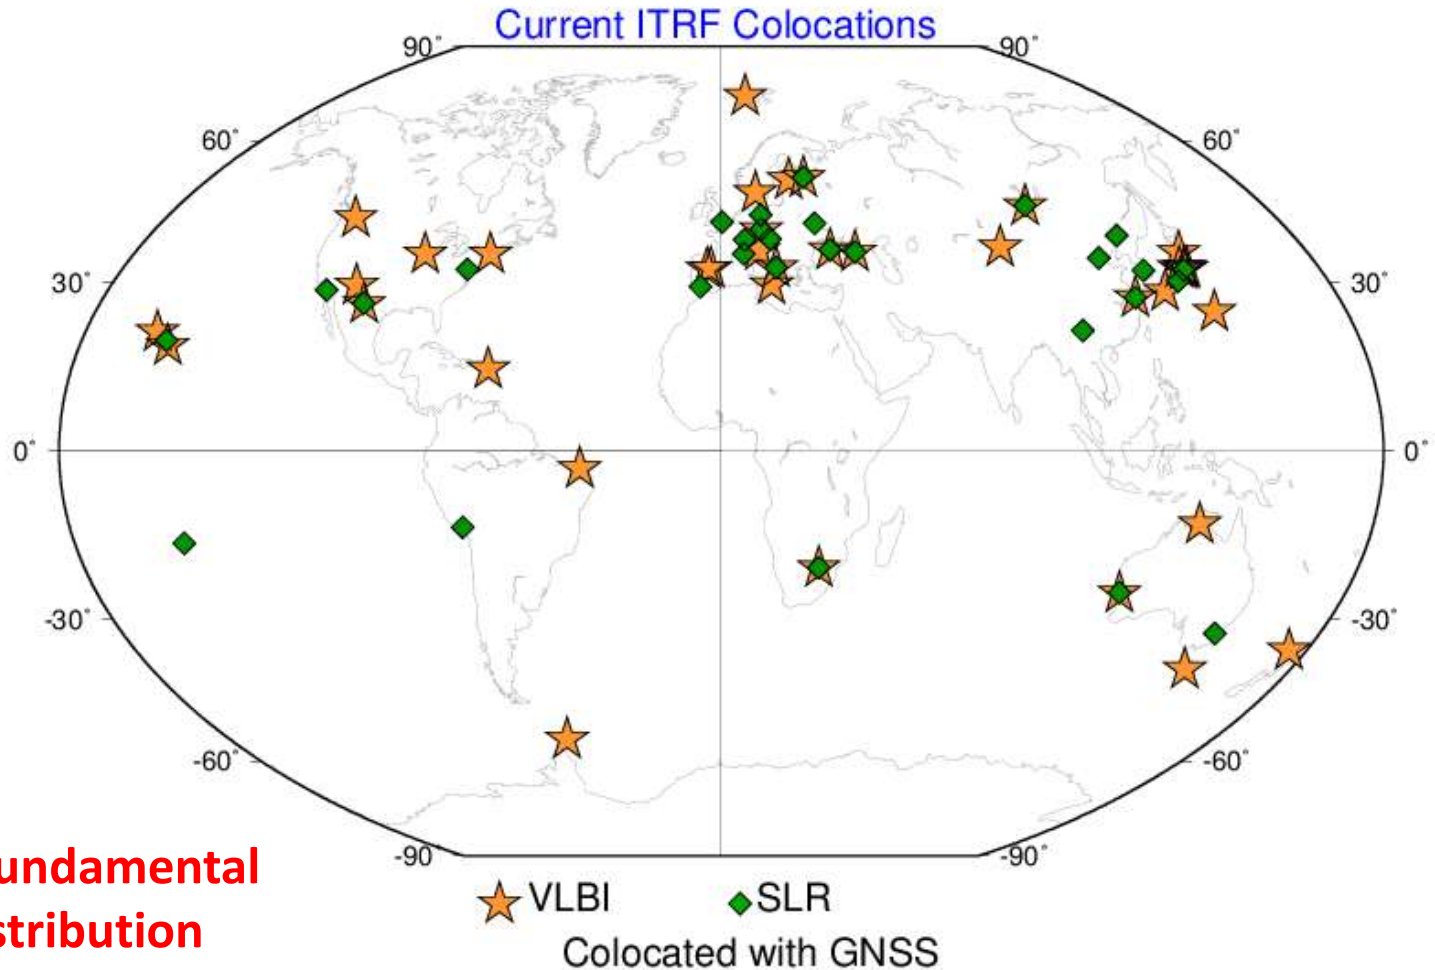 Current ITRF Colocations
90° 90°
60° 60°
30° 30°
0° 0°
-30° -30°
-60° -60°
-90° -90°
undamental
stribution
VLBI SLR
Colocated with GNSS